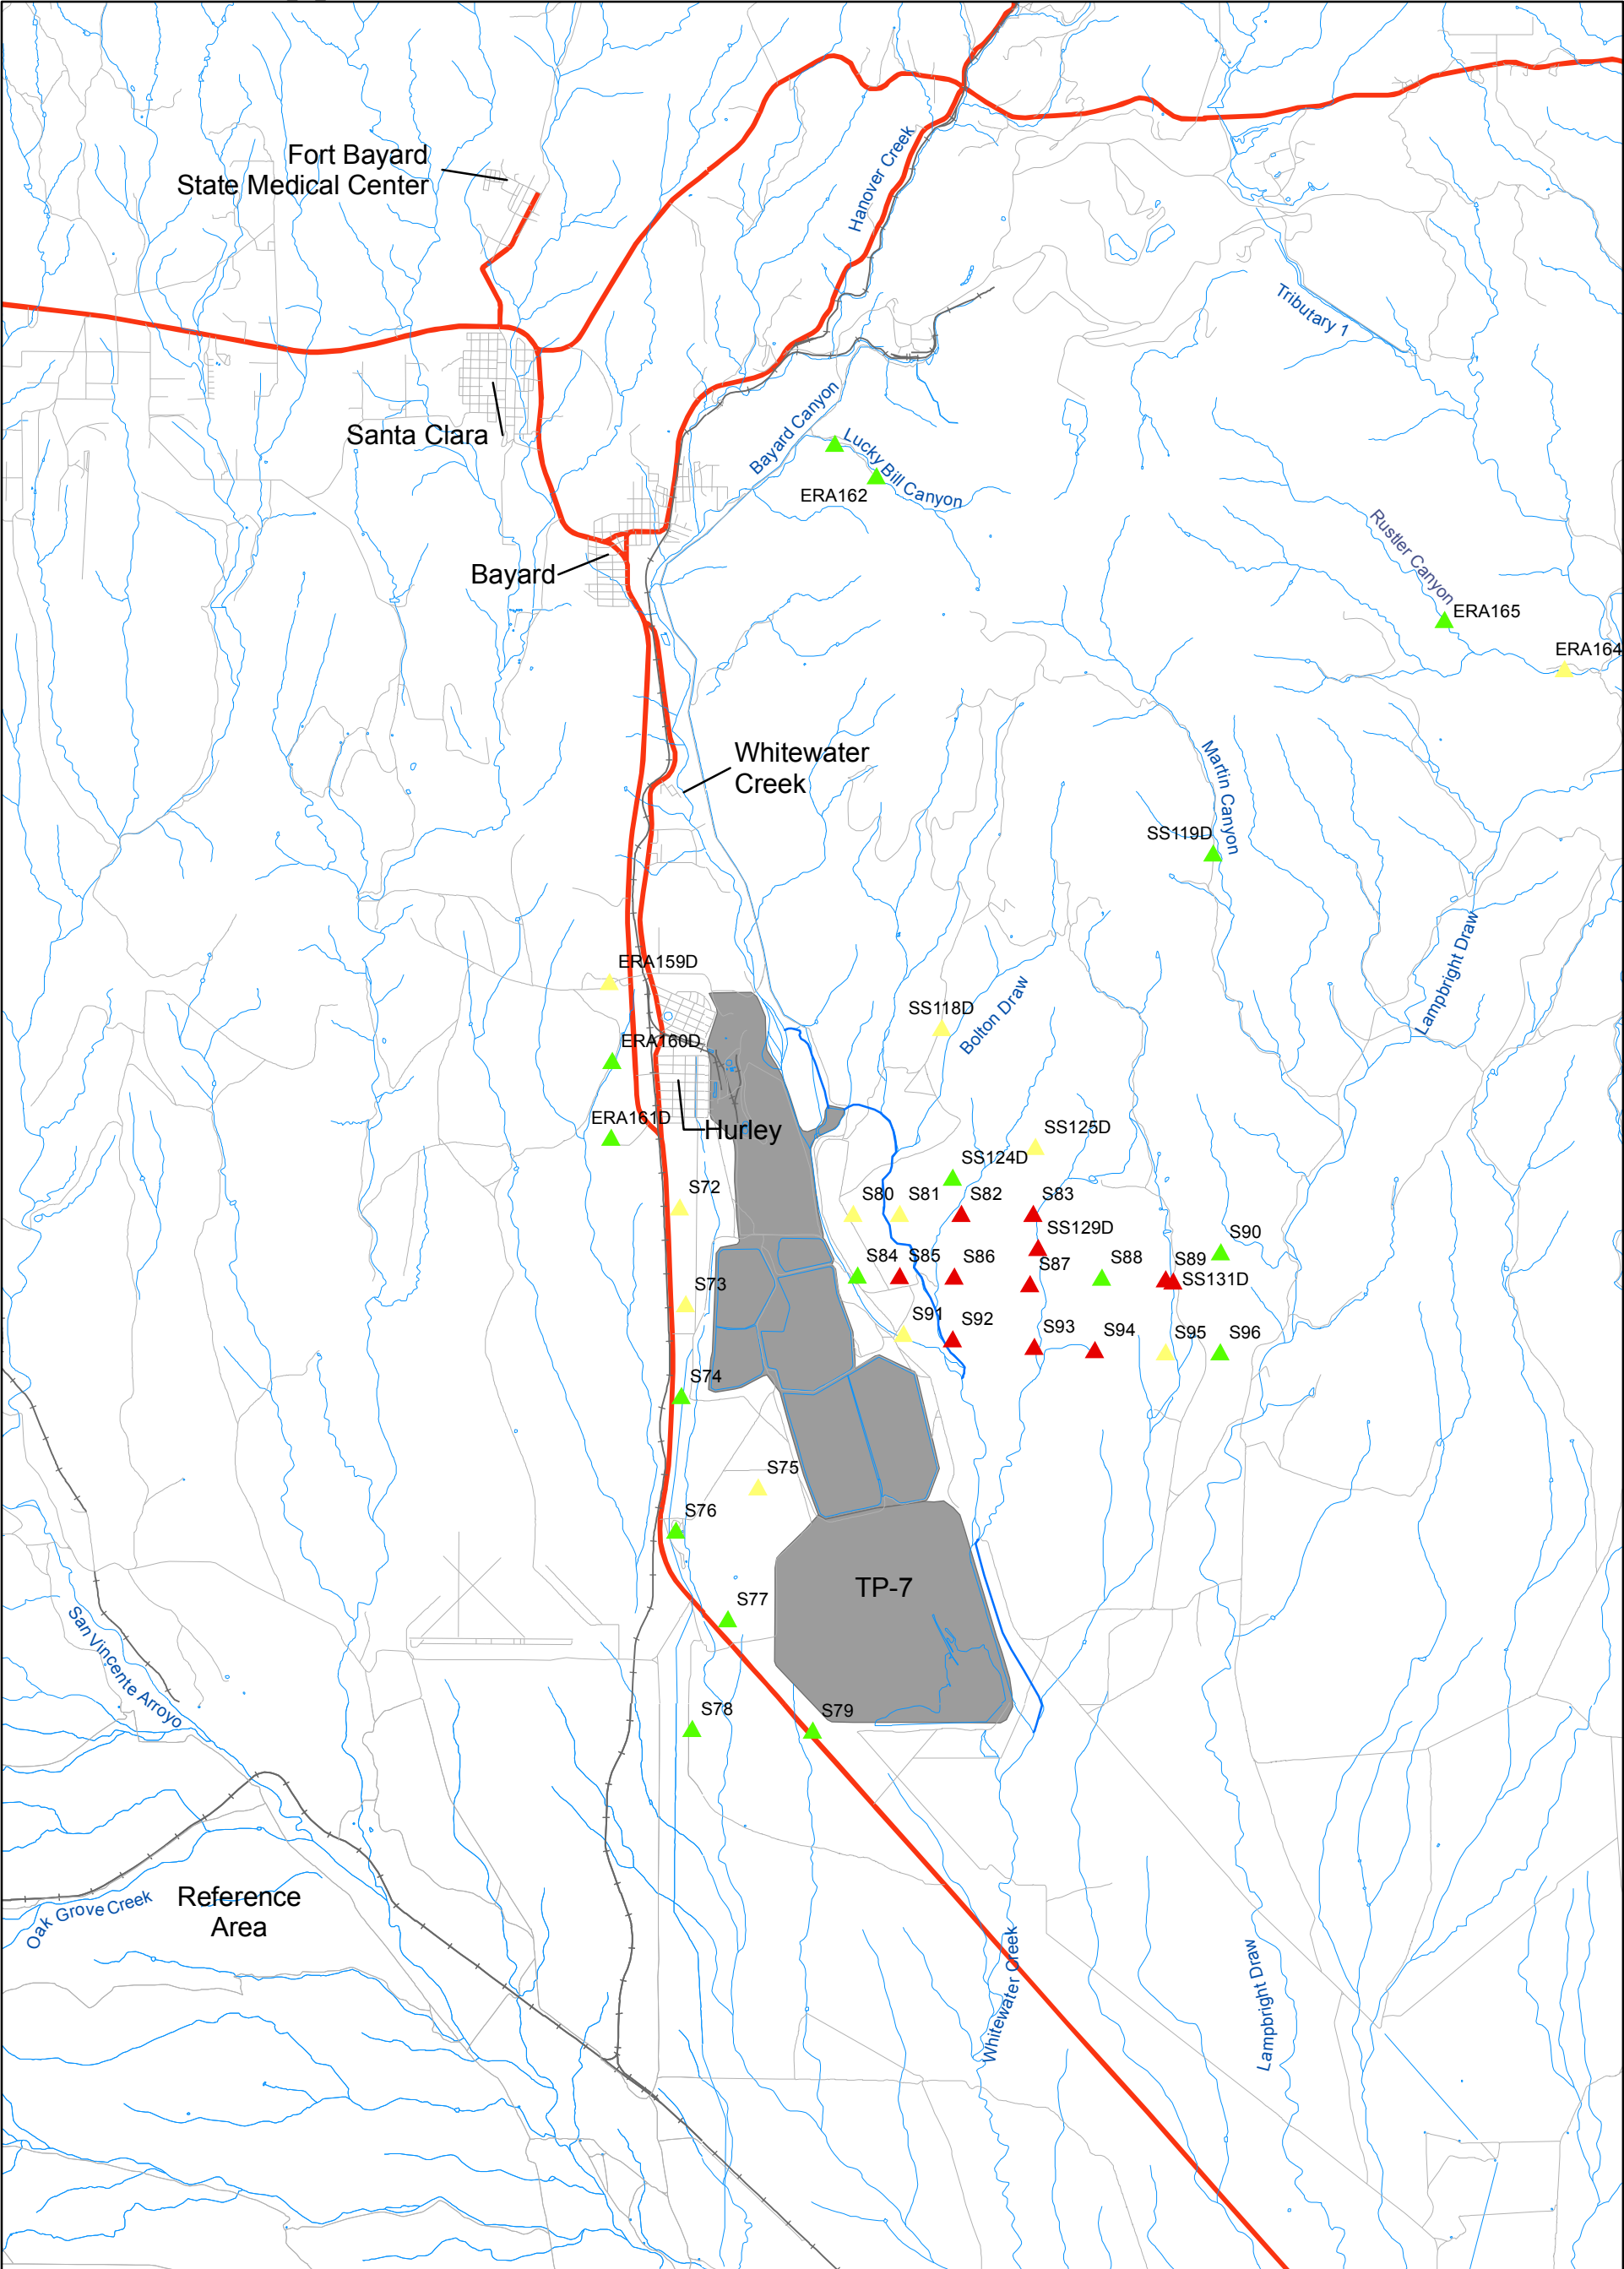 Hanover Creek
Fort Bayard
State Medical Center
Tributary 1
Santa Clara
Bayard Canyon
Lucky Bill Canyon
ERA162
Rustler Canyon
Bayard
ERA165
ERA164
Whitewater
Creek
Martin Canyon
SS119D
Lampbright Draw
ERA159D
SS118D
Bolton Draw
ERA160D
ERA161D
Hurley
SS125D
SS124D
S72
S80
S81
S82
S83
SS129D
S90
S84
S85
S86
S87
S88
S89
SS131D
S73
S91
S92
S93
S94
S95
S96
S74
S75
S76
TP-7
S77
San Vincente Arroyo
S78
S79
Reference
Area
Oak Grove Creek
Whitewater Creek
Lampbright Draw